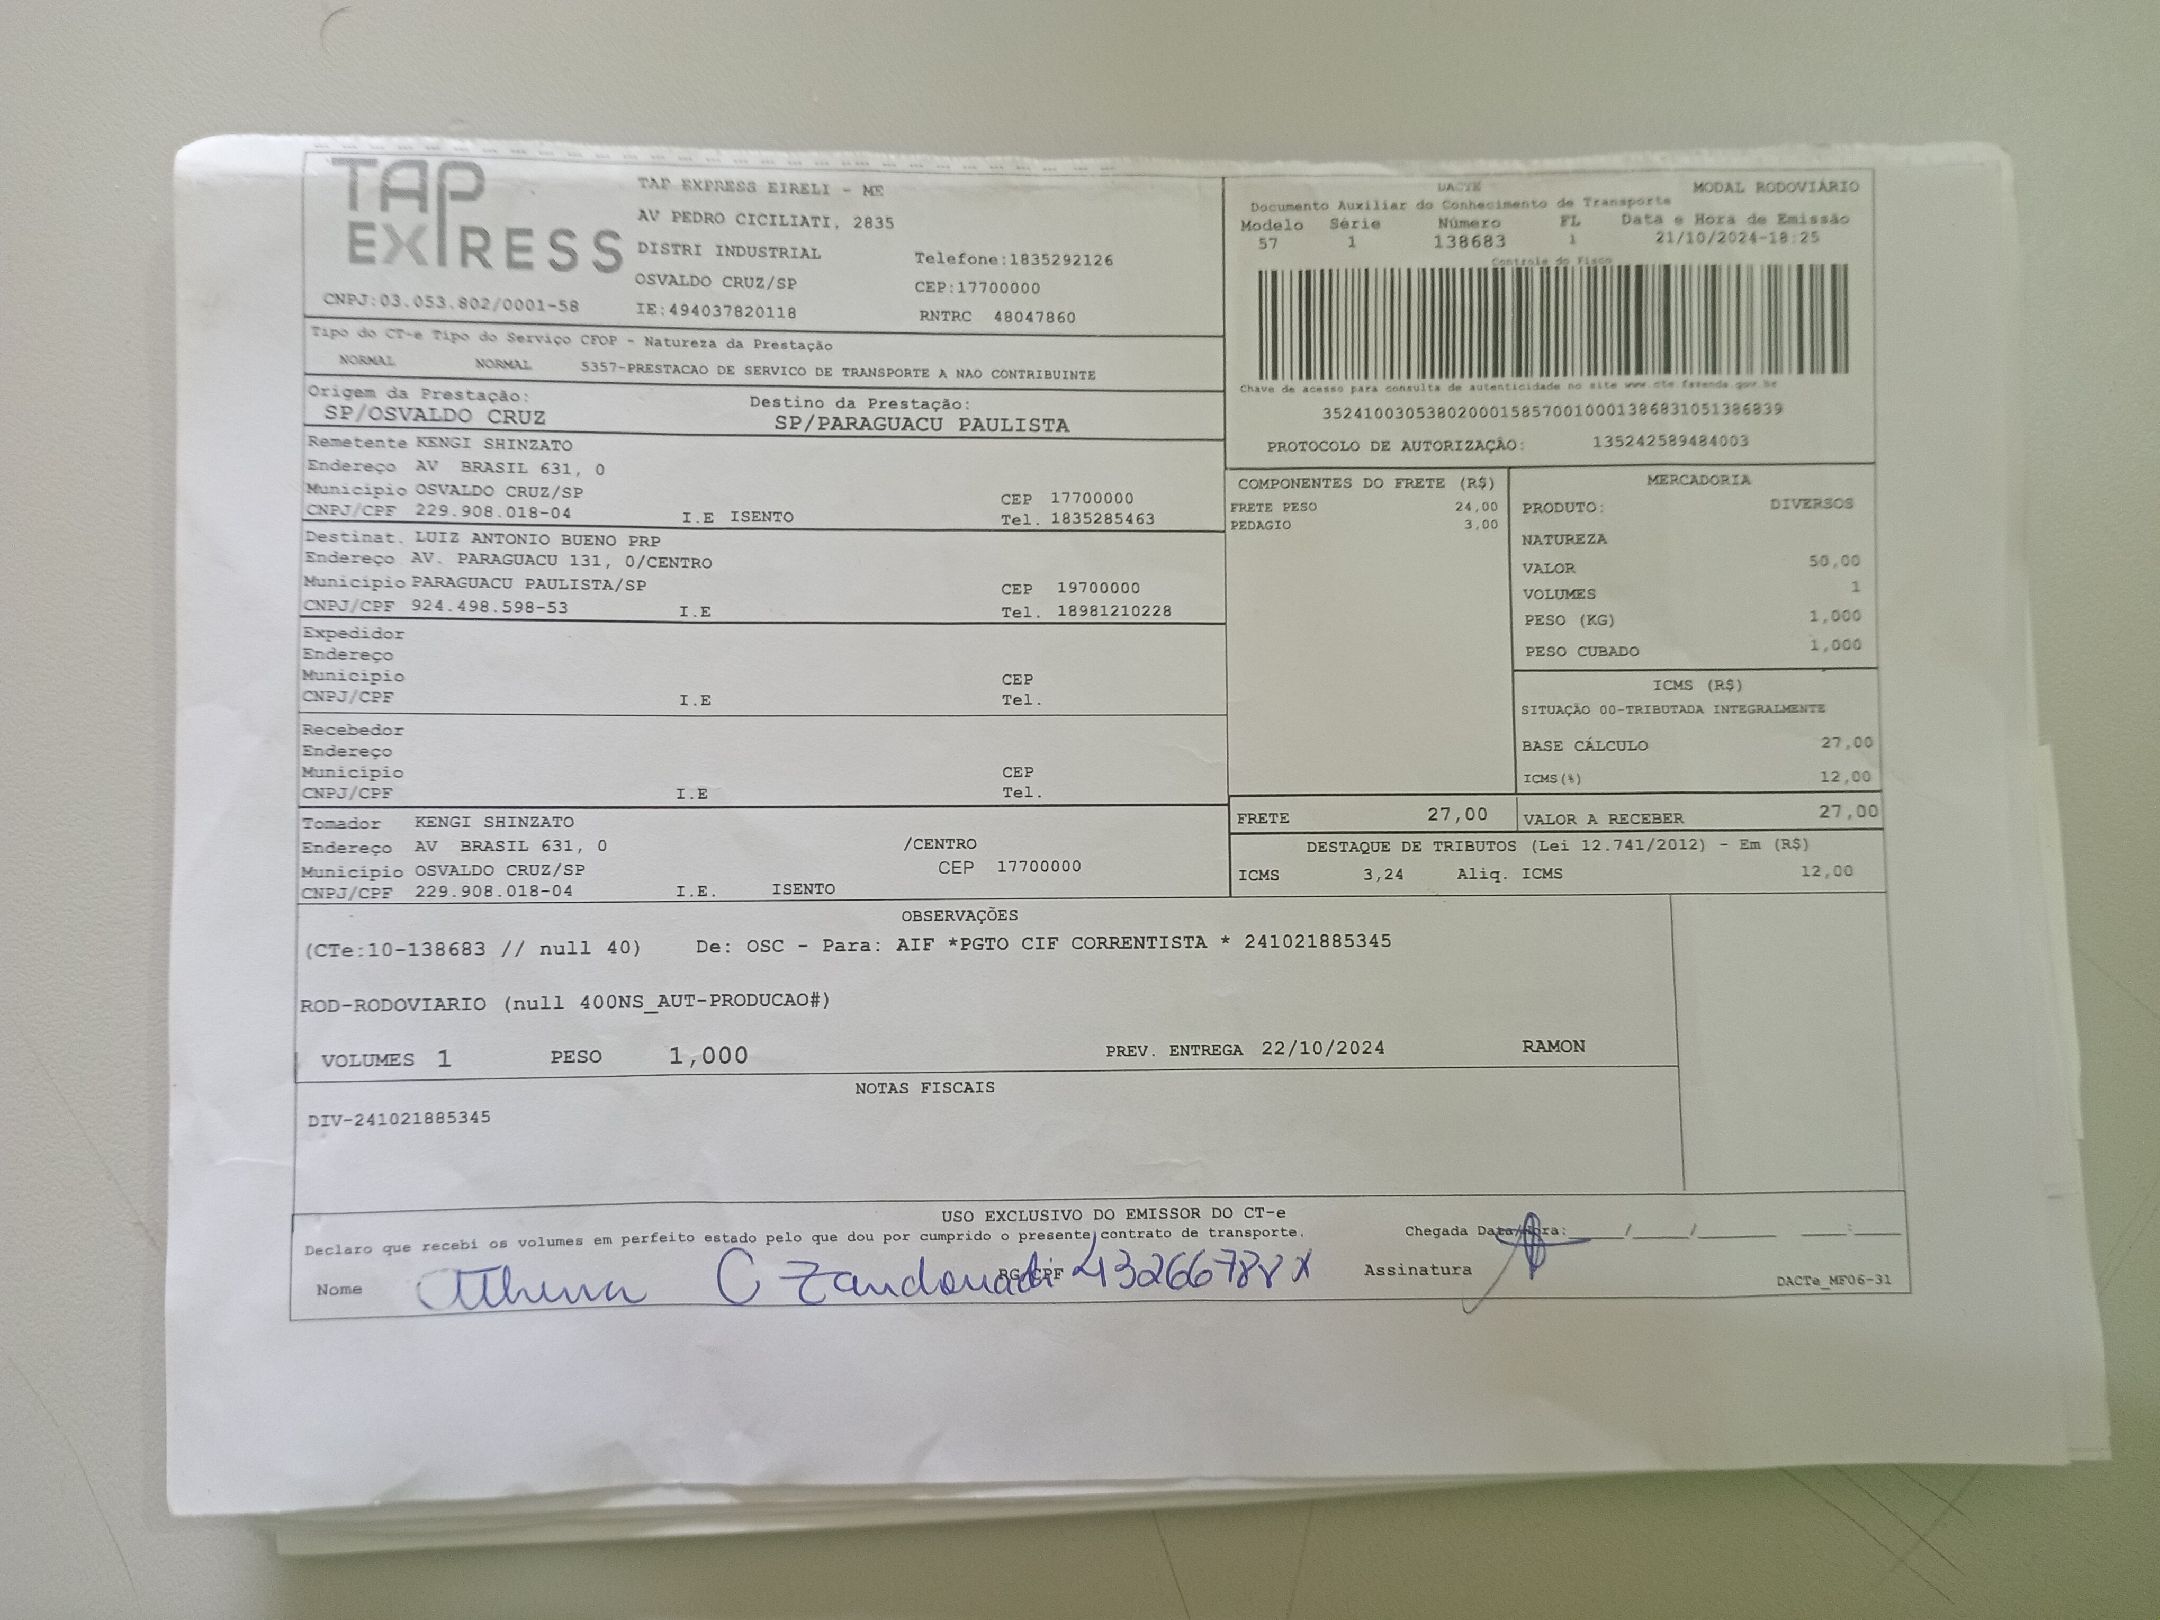 TAP
EXPRESS
CNPJ:03.053.802/0001-58
TAP EXPRESS EIRELI - ME
AV PEDRO CICILIATI, 2835
DISTRI INDUSTRIAL
Telefone:1835292126
OSVALDO CRUZ/SP
CEP:17700000
IE:494037820118
RNTRC 48047860
DACTE
MODAL RODOVIÁRIO
Documento Auxiliar do Conhecimento de Transporte
Modelo Série Número FL Data e Hora de Emissão
57 1 138683 1 21/10/2024-18:25
Controle do Fisco
Chave de acesso para consulta de autenticidade no site www.cte.fazenda.gov.br
35241003053802000158570010001386831051386839
PROTOCOLO DE AUTORIZAÇÃO: 135242589484003
Tipo do CT-e Tipo do Serviço CFOP - Natureza da Prestação
NORMAL NORMAL 5357-PRESTACAO DE SERVICO DE TRANSPORTE A NAO CONTRIBUINTE
Origem da Prestação: Destino da Prestação:
SP/OSVALDO CRUZ SP/PARAGUACU PAULISTA
Remetente KENGI SHINZATO
Endereço AV BRASIL 631, 0
Município OSVALDO CRUZ/SP CEP 17700000
CNPJ/CPF 229.908.018-04 I.E ISENTO Tel. 1835285463
Destinat. LUIZ ANTONIO BUENO PRP
Endereço AV. PARAGUACU 131, 0/CENTRO
Município PARAGUACU PAULISTA/SP CEP 19700000
CNPJ/CPF 924.498.598-53 I.E Tel. 18981210228
Expedidor
Endereço
Município CEP
CNPJ/CPF I.E Tel.
Recebedor
Endereço
Município CEP
CNPJ/CPF I.E Tel.
Tomador KENGI SHINZATO
Endereço AV BRASIL 631, 0 /CENTRO
Município OSVALDO CRUZ/SP CEP 17700000
CNPJ/CPF 229.908.018-04 I.E. ISENTO
COMPONENTES DO FRETE (R$)
FRETE PESO 24,00
PEDAGIO 3,00
MERCADORIA
PRODUTO: DIVERSOS
NATUREZA
VALOR 50,00
VOLUMES 1
PESO (KG) 1,000
PESO CUBADO 1,000
ICMS (R$)
SITUAÇÃO 00-TRIBUTADA INTEGRALMENTE
BASE CÁLCULO 27,00
ICMS(%) 12,00
FRETE 27,00 VALOR A RECEBER 27,00
DESTAQUE DE TRIBUTOS (Lei 12.741/2012) - Em (R$)
ICMS 3,24 Aliq. ICMS 12,00
OBSERVAÇÕES
(CTe:10-138683 // null 40) De: OSC - Para: AIF *PGTO CIF CORRENTISTA * 241021885345
ROD-RODOVIARIO (null 400NS_AUT-PRODUCAO#)
VOLUMES 1 PESO 1,000 PREV. ENTREGA 22/10/2024 RAMON
NOTAS FISCAIS
DIV-241021885345
USO EXCLUSIVO DO EMISSOR DO CT-e
Declaro que recebi os volumes em perfeito estado pelo que dou por cumprido o presente contrato de transporte. Chegada Data/Hora: / / :
Nome C Zandonadi RG/CPF Assinatura
DACTe_MF06-31